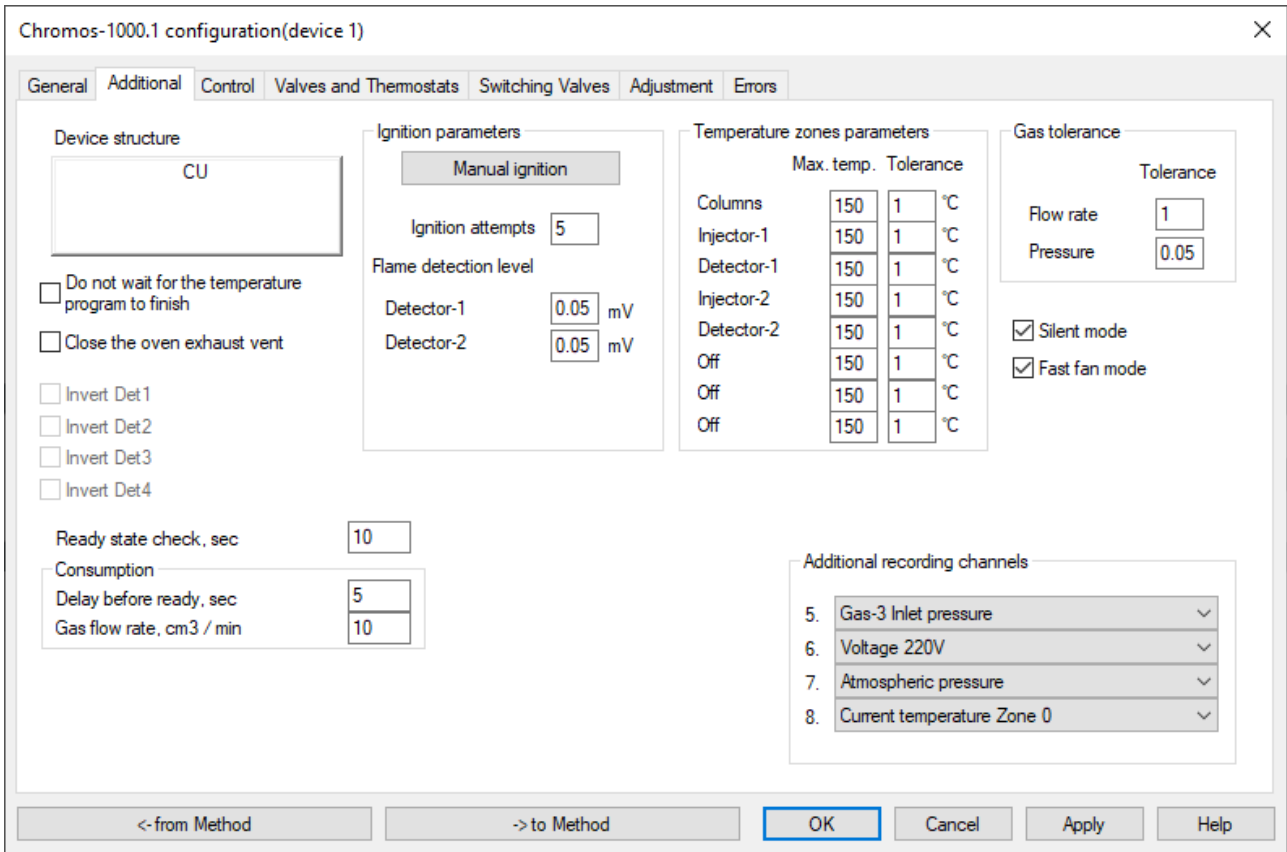 Chromos-1000.1 configuration(device 1)
General Additional Control Valves and Thermostats Switching Valves Adjustment Errors
Device structure
CU
Do not wait for the temperature
program to finish
Close the oven exhaust vent
Invert Det1
Invert Det2
Invert Det3
Invert Det4
Ready state check, sec 10
Consumption
Delay before ready, sec 5
Gas flow rate, cm3 / min 10
Ignition parameters
Manual ignition
Ignition attempts 5
Flame detection level
Detector-1 0.05 mV
Detector-2 0.05 mV
Temperature zones parameters
Max. temp. Tolerance
Columns 150 1 °C
Injector-1 150 1 °C
Detector-1 150 1 °C
Injector-2 150 1 °C
Detector-2 150 1 °C
Off 150 1 °C
Off 150 1 °C
Off 150 1 °C
Gas tolerance
Tolerance
Flow rate 1
Pressure 0.05
Silent mode
Fast fan mode
Additional recording channels
5. Gas-3 Inlet pressure
6. Voltage 220V
7. Atmospheric pressure
8. Current temperature Zone 0
<-from Method -> to Method OK Cancel Apply Help